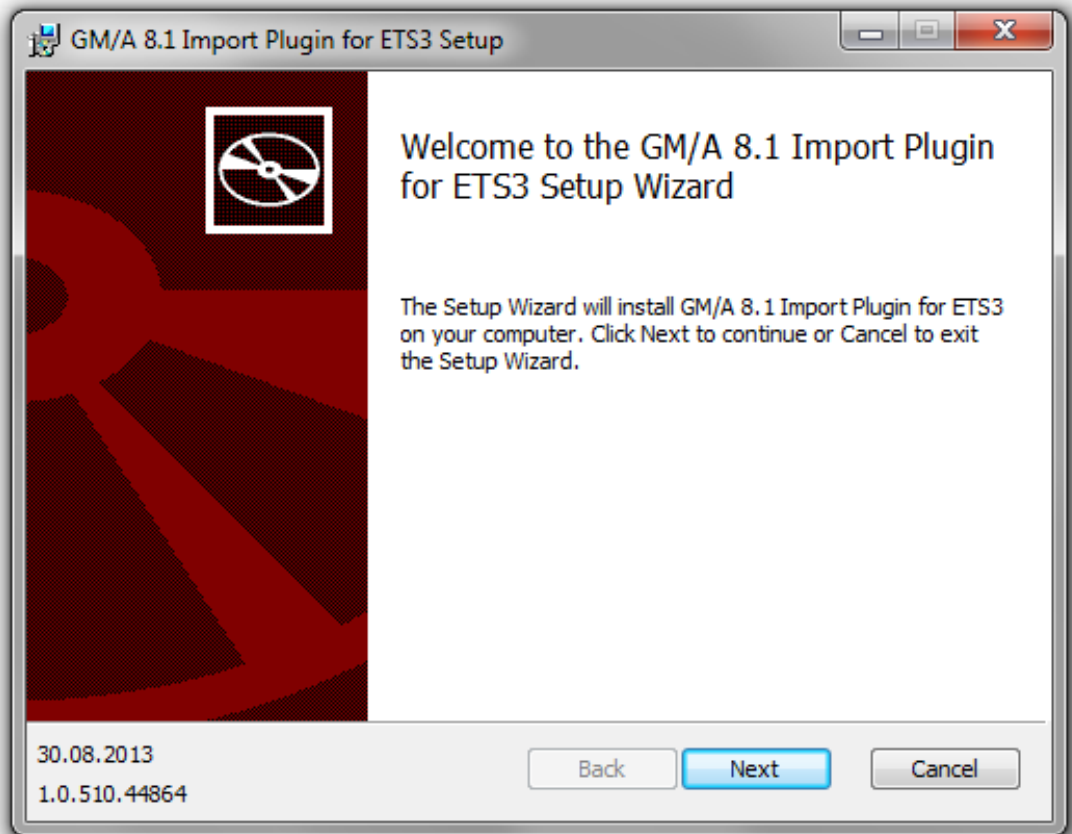 GM/A 8.1 Import Plugin for ETS3 Setup
Welcome to the GM/A 8.1 Import Plugin
for ETS3 Setup Wizard
The Setup Wizard will install GM/A 8.1 Import Plugin for ETS3
on your computer. Click Next to continue or Cancel to exit
the Setup Wizard.
30.08.2013
1.0.510.44864
Back
Next
Cancel